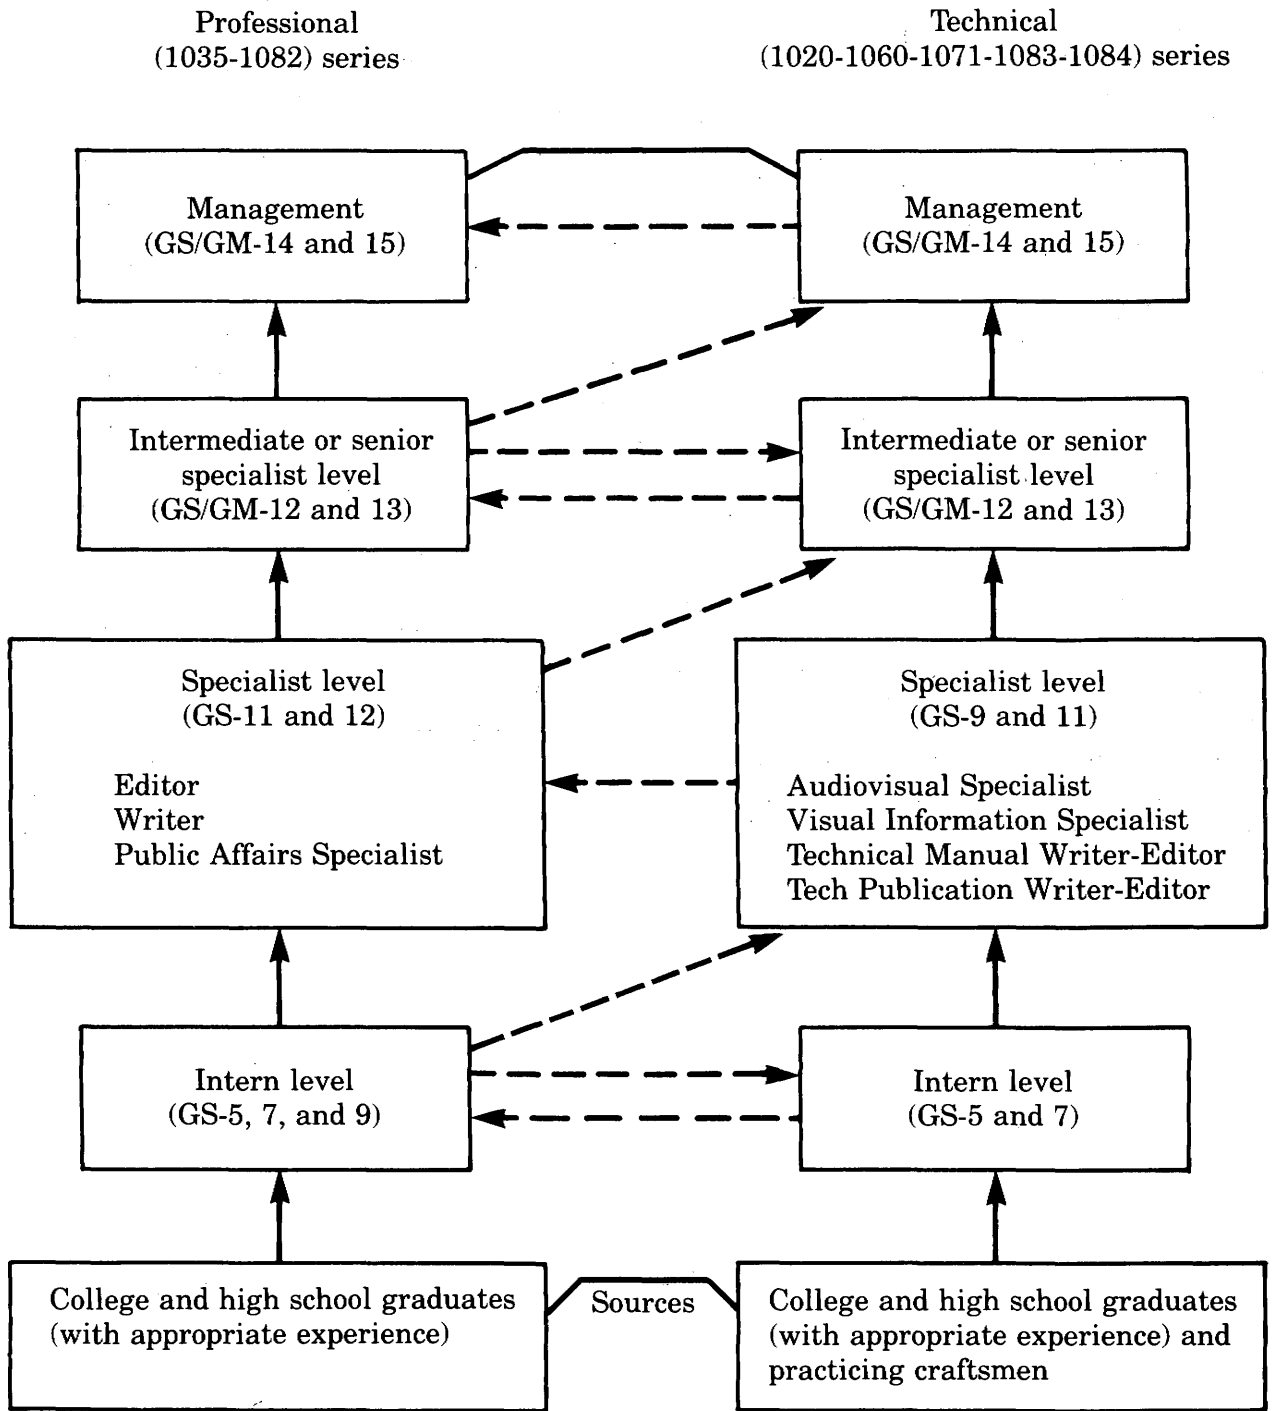 Professional
(1035-1082) series
Technical
(1020-1060-1071-1083-1084) series
Management
(GS/GM-14 and 15)
Management
(GS/GM-14 and 15)
Intermediate or senior
specialist level
(GS/GM-12 and 13)
Intermediate or senior
specialist level
(GS/GM-12 and 13)
Specialist level
(GS-11 and 12)
Editor
Writer
Public Affairs Specialist
Specialist level
(GS-9 and 11)
Audiovisual Specialist
Visual Information Specialist
Technical Manual Writer-Editor
Tech Publication Writer-Editor
Intern level
(GS-5, 7, and 9)
Intern level
(GS-5 and 7)
College and high school graduates
(with appropriate experience)
Sources
College and high school graduates
(with appropriate experience) and
practicing craftsmen